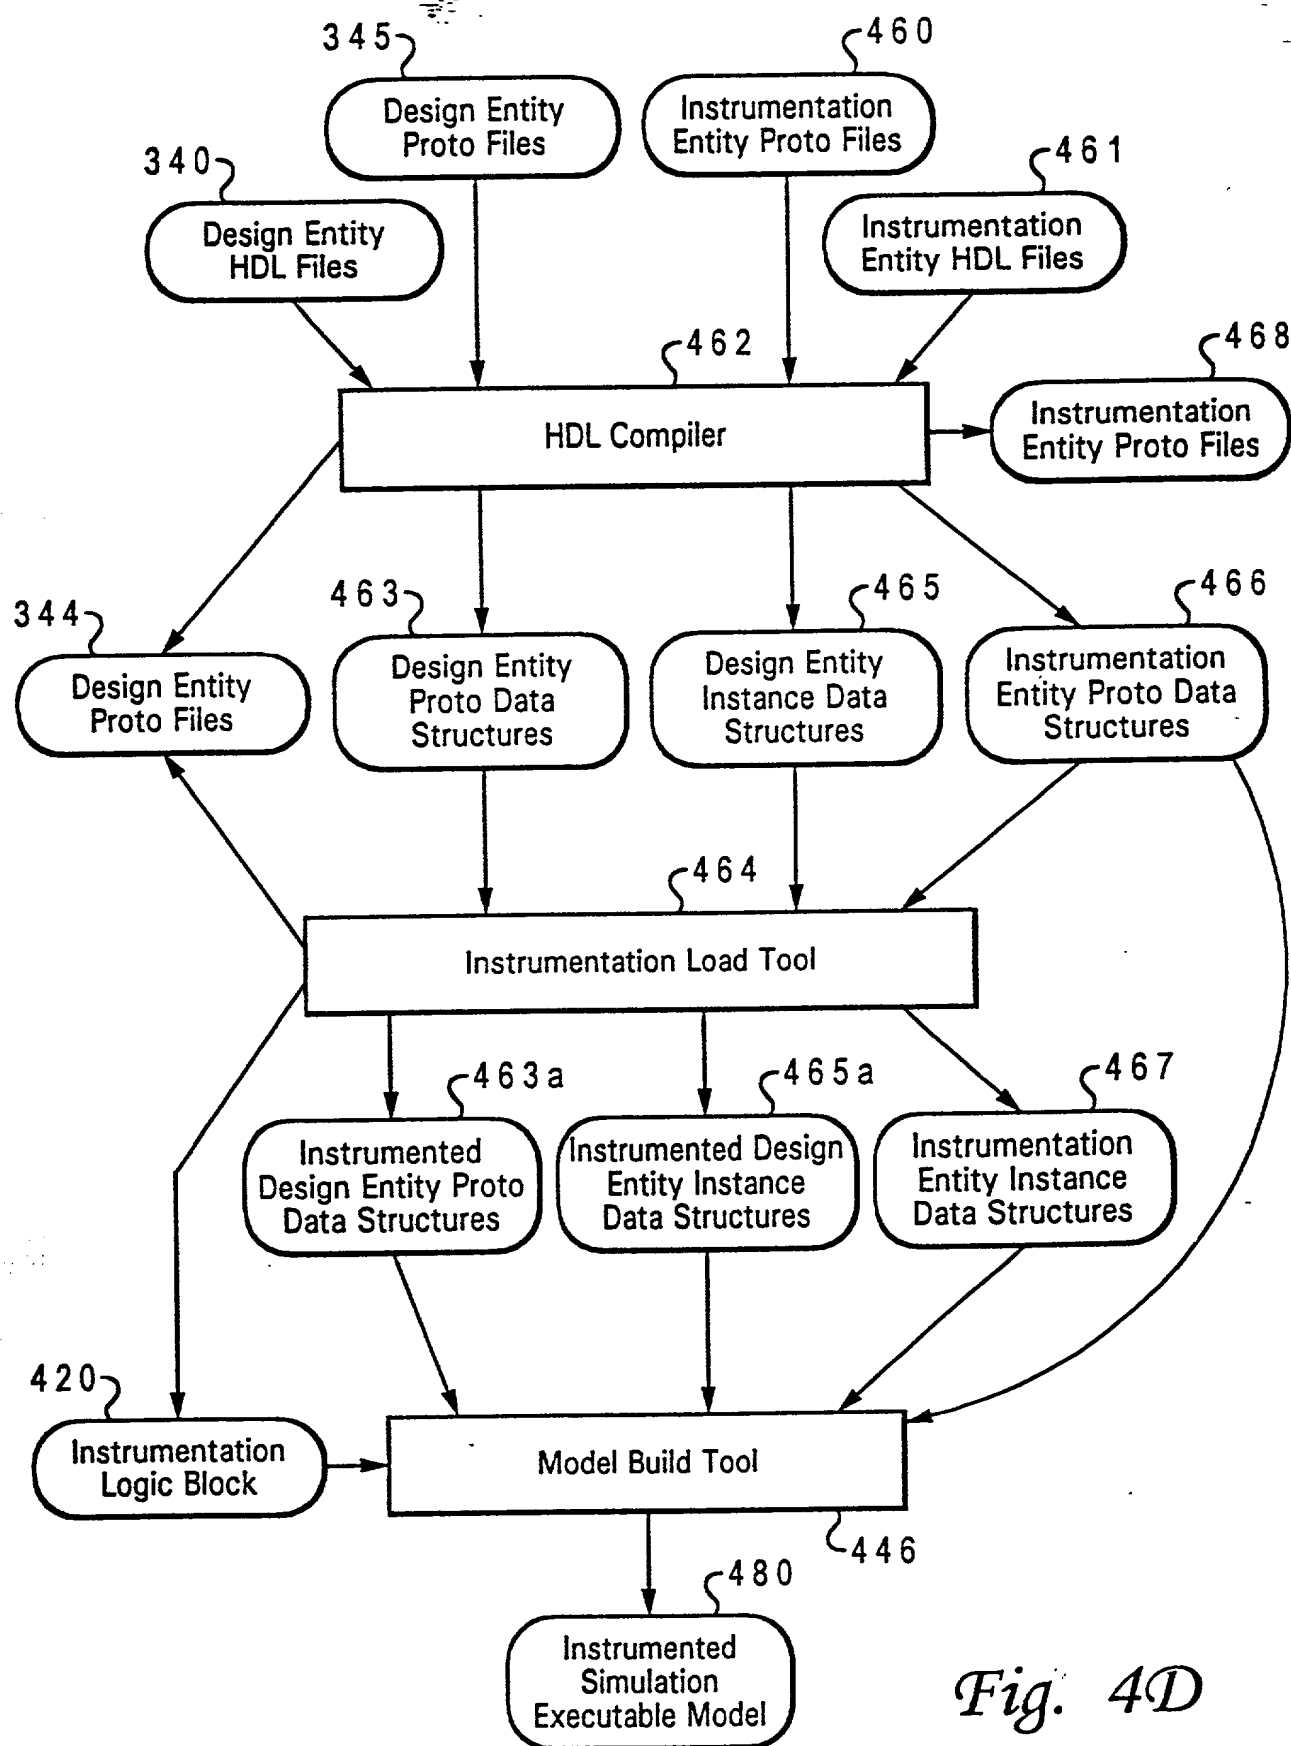 345
460
Design Entity
Proto Files
Instrumentation
Entity Proto Files
340
461
Design Entity
HDL Files
Instrumentation
Entity HDL Files
462
468
HDL Compiler
Instrumentation
Entity Proto Files
463
465
466
344
Design Entity
Proto Files
Design Entity
Proto Data
Structures
Design Entity
Instance Data
Structures
Instrumentation
Entity Proto Data
Structures
464
Instrumentation Load Tool
463a
465a
467
Instrumented
Design Entity Proto
Data Structures
Instrumented Design
Entity Instance
Data Structures
Instrumentation
Entity Instance
Data Structures
420
Instrumentation
Logic Block
Model Build Tool
446
480
Instrumented
Simulation
Executable Model
Fig. 4D